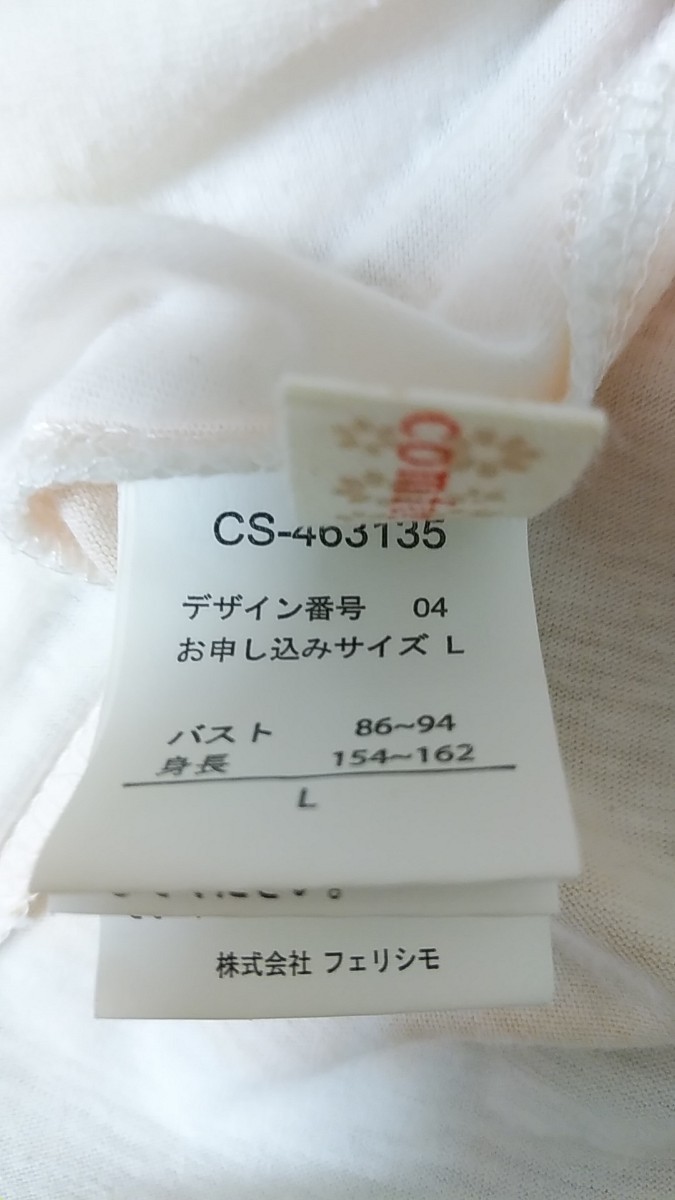 com
CS-463135
デザイン番号 04
お申し込みサイズ L
バスト 86~94
身長 154~162
L
株式会社 フェリシモ